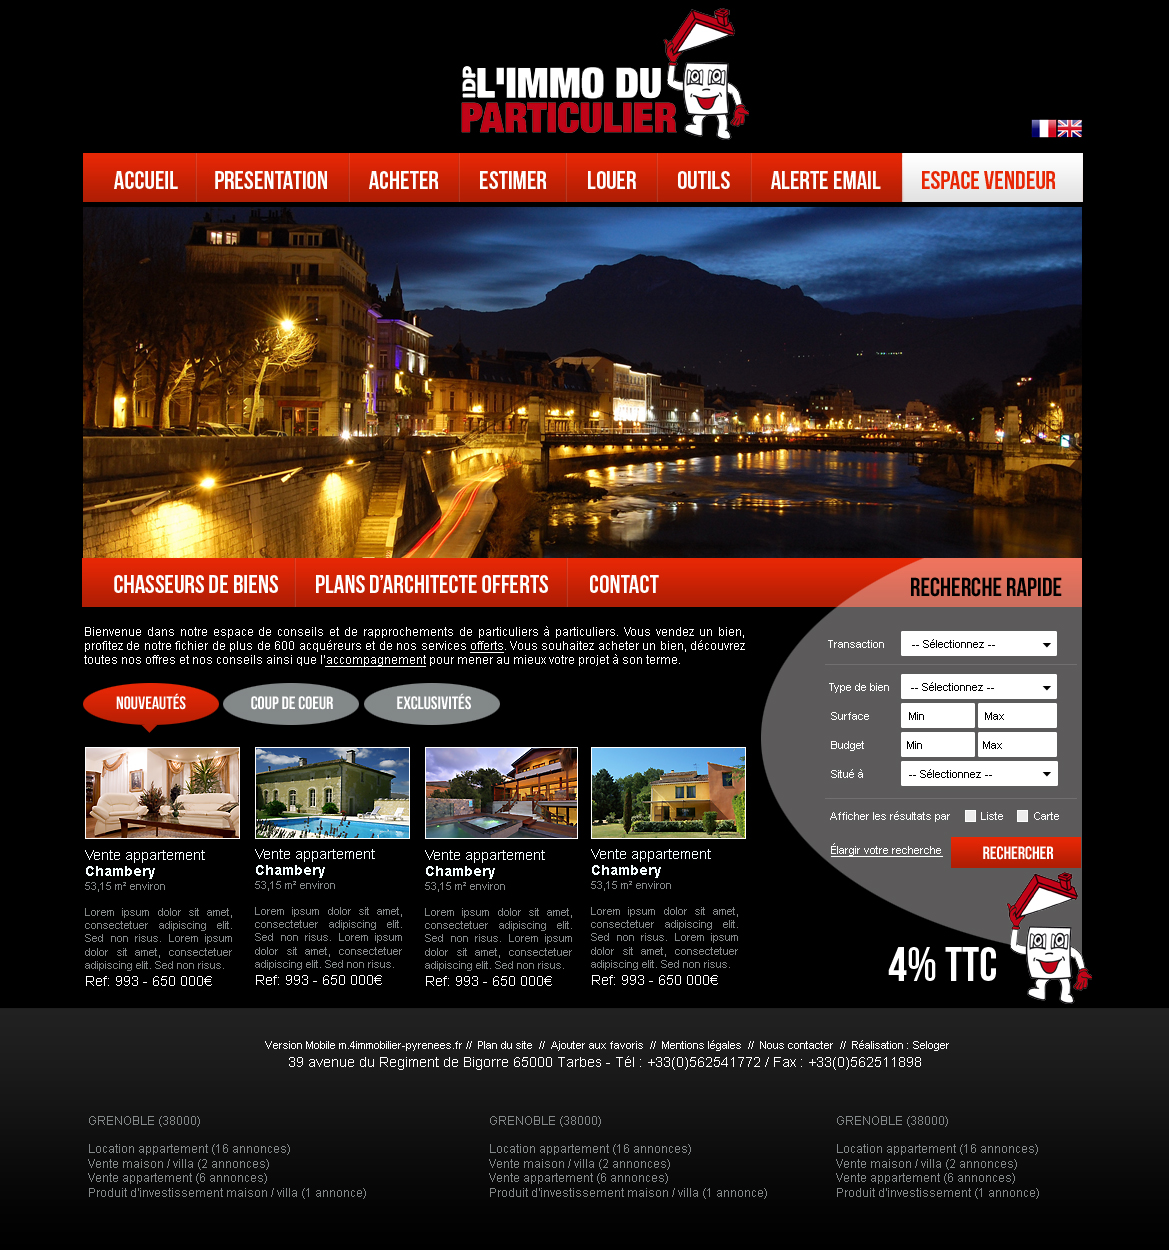 IDP
L'IMMO DU
PARTICULIER
ACCUEIL PRESENTATION ACHETER ESTIMER LOUER OUTILS ALERTE EMAIL ESPACE VENDEUR
CHASSEURS DE BIENS PLANS D'ARCHITECTE OFFERTS CONTACT
RECHERCHE RAPIDE
Bienvenue dans notre espace de conseils et de rapprochements de particuliers à particuliers. Vous vendez un bien,
profitez de notre fichier de plus de 600 acquéreurs et de nos services offerts. Vous souhaitez acheter un bien, découvrez
toutes nos offres et nos conseils ainsi que l'accompagnement pour mener au mieux votre projet à son terme.
Transaction -- Sélectionnez --
Type de bien -- Sélectionnez --
Surface Min Max
Budget Min Max
Situé à -- Sélectionnez --
Afficher les résultats par Liste Carte
Élargir votre recherche RECHERCHER
4% TTC
NOUVEAUTÉS COUP DE COEUR EXCLUSIVITÉS
Vente appartement
Chambery
53,15 m² environ
Lorem ipsum dolor sit amet,
consectetuer adipiscing elit.
Sed non risus. Lorem ipsum
dolor sit amet, consectetuer
adipiscing elit. Sed non risus.
Ref: 993 - 650 000€
Vente appartement
Chambery
53,15 m² environ
Lorem ipsum dolor sit amet,
consectetuer adipiscing elit.
Sed non risus. Lorem ipsum
dolor sit amet, consectetuer
adipiscing elit. Sed non risus.
Ref: 993 - 650 000€
Vente appartement
Chambery
53,15 m² environ
Lorem ipsum dolor sit amet,
consectetuer adipiscing elit.
Sed non risus. Lorem ipsum
dolor sit amet, consectetuer
adipiscing elit. Sed non risus.
Ref: 993 - 650 000€
Vente appartement
Chambery
53,15 m² environ
Lorem ipsum dolor sit amet,
consectetuer adipiscing elit.
Sed non risus. Lorem ipsum
dolor sit amet, consectetuer
adipiscing elit. Sed non risus.
Ref: 993 - 650 000€
Version Mobile m.4immobilier-pyrenees.fr // Plan du site // Ajouter aux favoris // Mentions légales // Nous contacter // Réalisation : Seloger
39 avenue du Regiment de Bigorre 65000 Tarbes - Tél : +33(0)562541772 / Fax : +33(0)562511898
GRENOBLE (38000)
Location appartement (16 annonces)
Vente maison / villa (2 annonces)
Vente appartement (6 annonces)
Produit d'investissement maison / villa (1 annonce)
GRENOBLE (38000)
Location appartement (16 annonces)
Vente maison / villa (2 annonces)
Vente appartement (6 annonces)
Produit d'investissement maison / villa (1 annonce)
GRENOBLE (38000)
Location appartement (16 annonces)
Vente maison / villa (2 annonces)
Vente appartement (6 annonces)
Produit d'investissement (1 annonce)